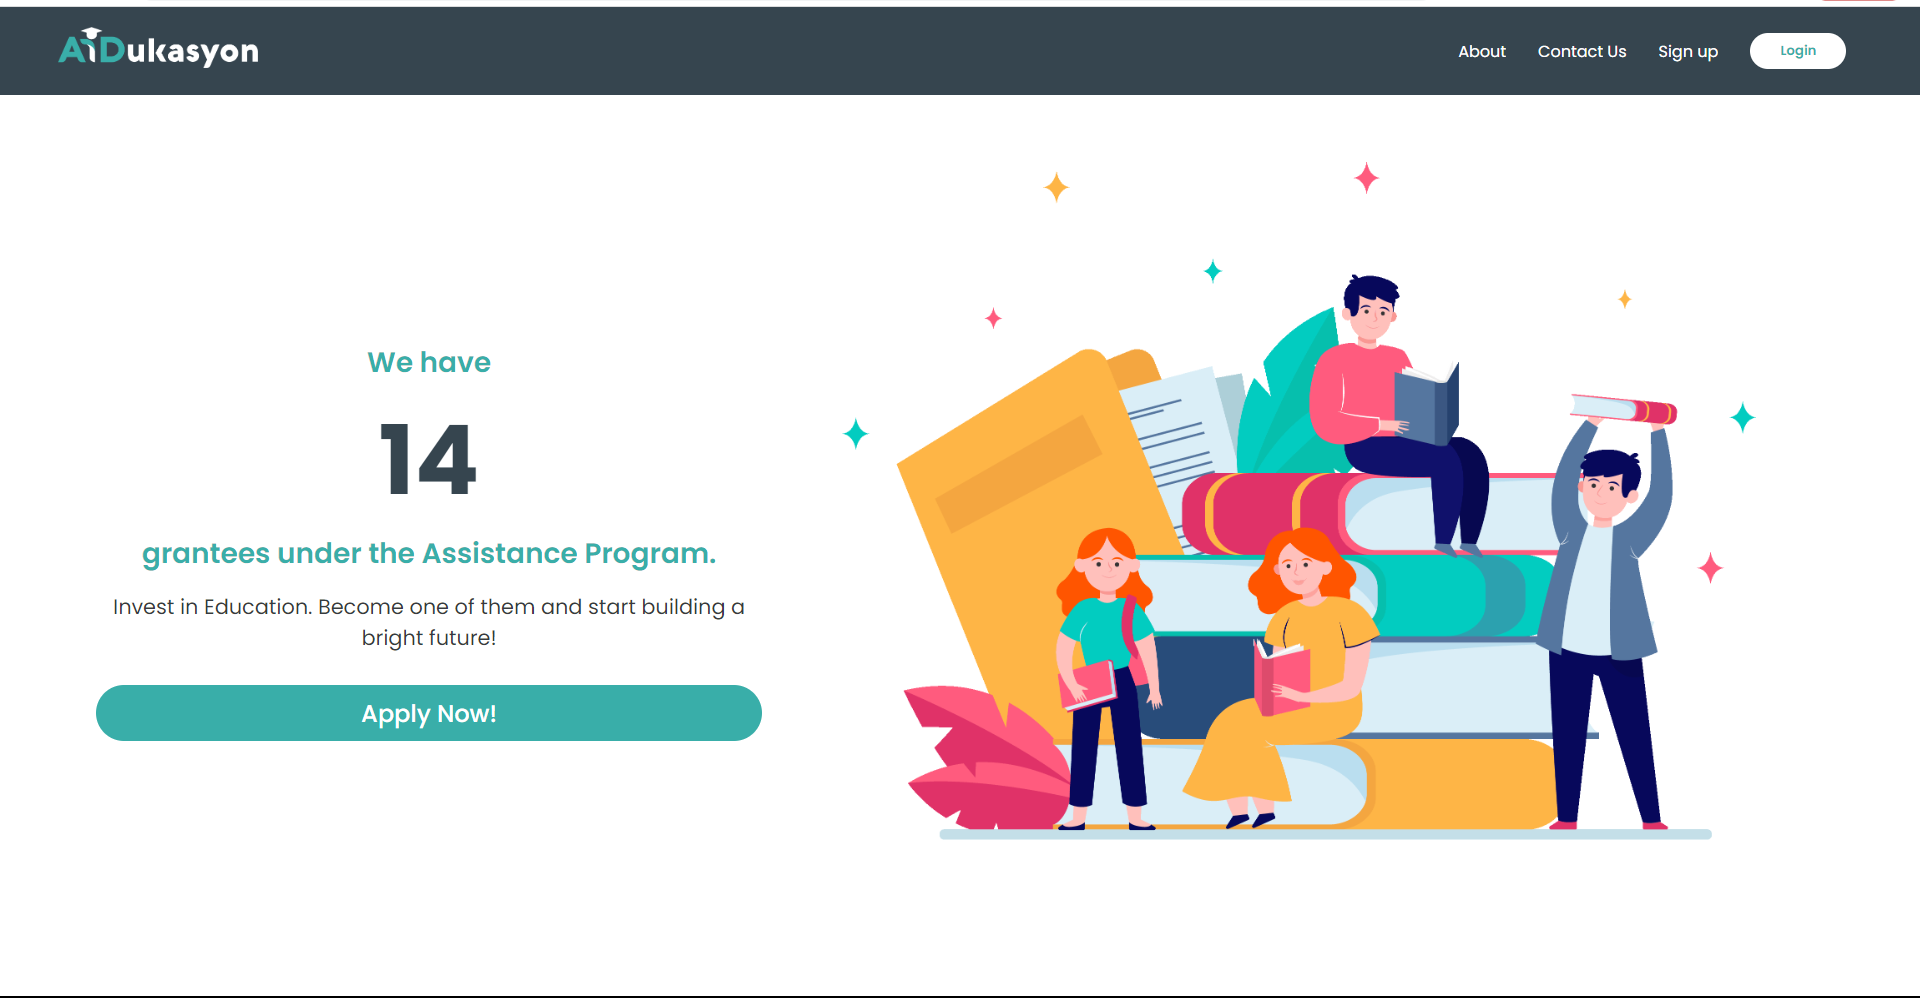 AiDukasyon
About
Contact Us
Sign up
Login
We have
14
grantees under the Assistance Program.
Invest in Education. Become one of them and start building a
bright future!
Apply Now!